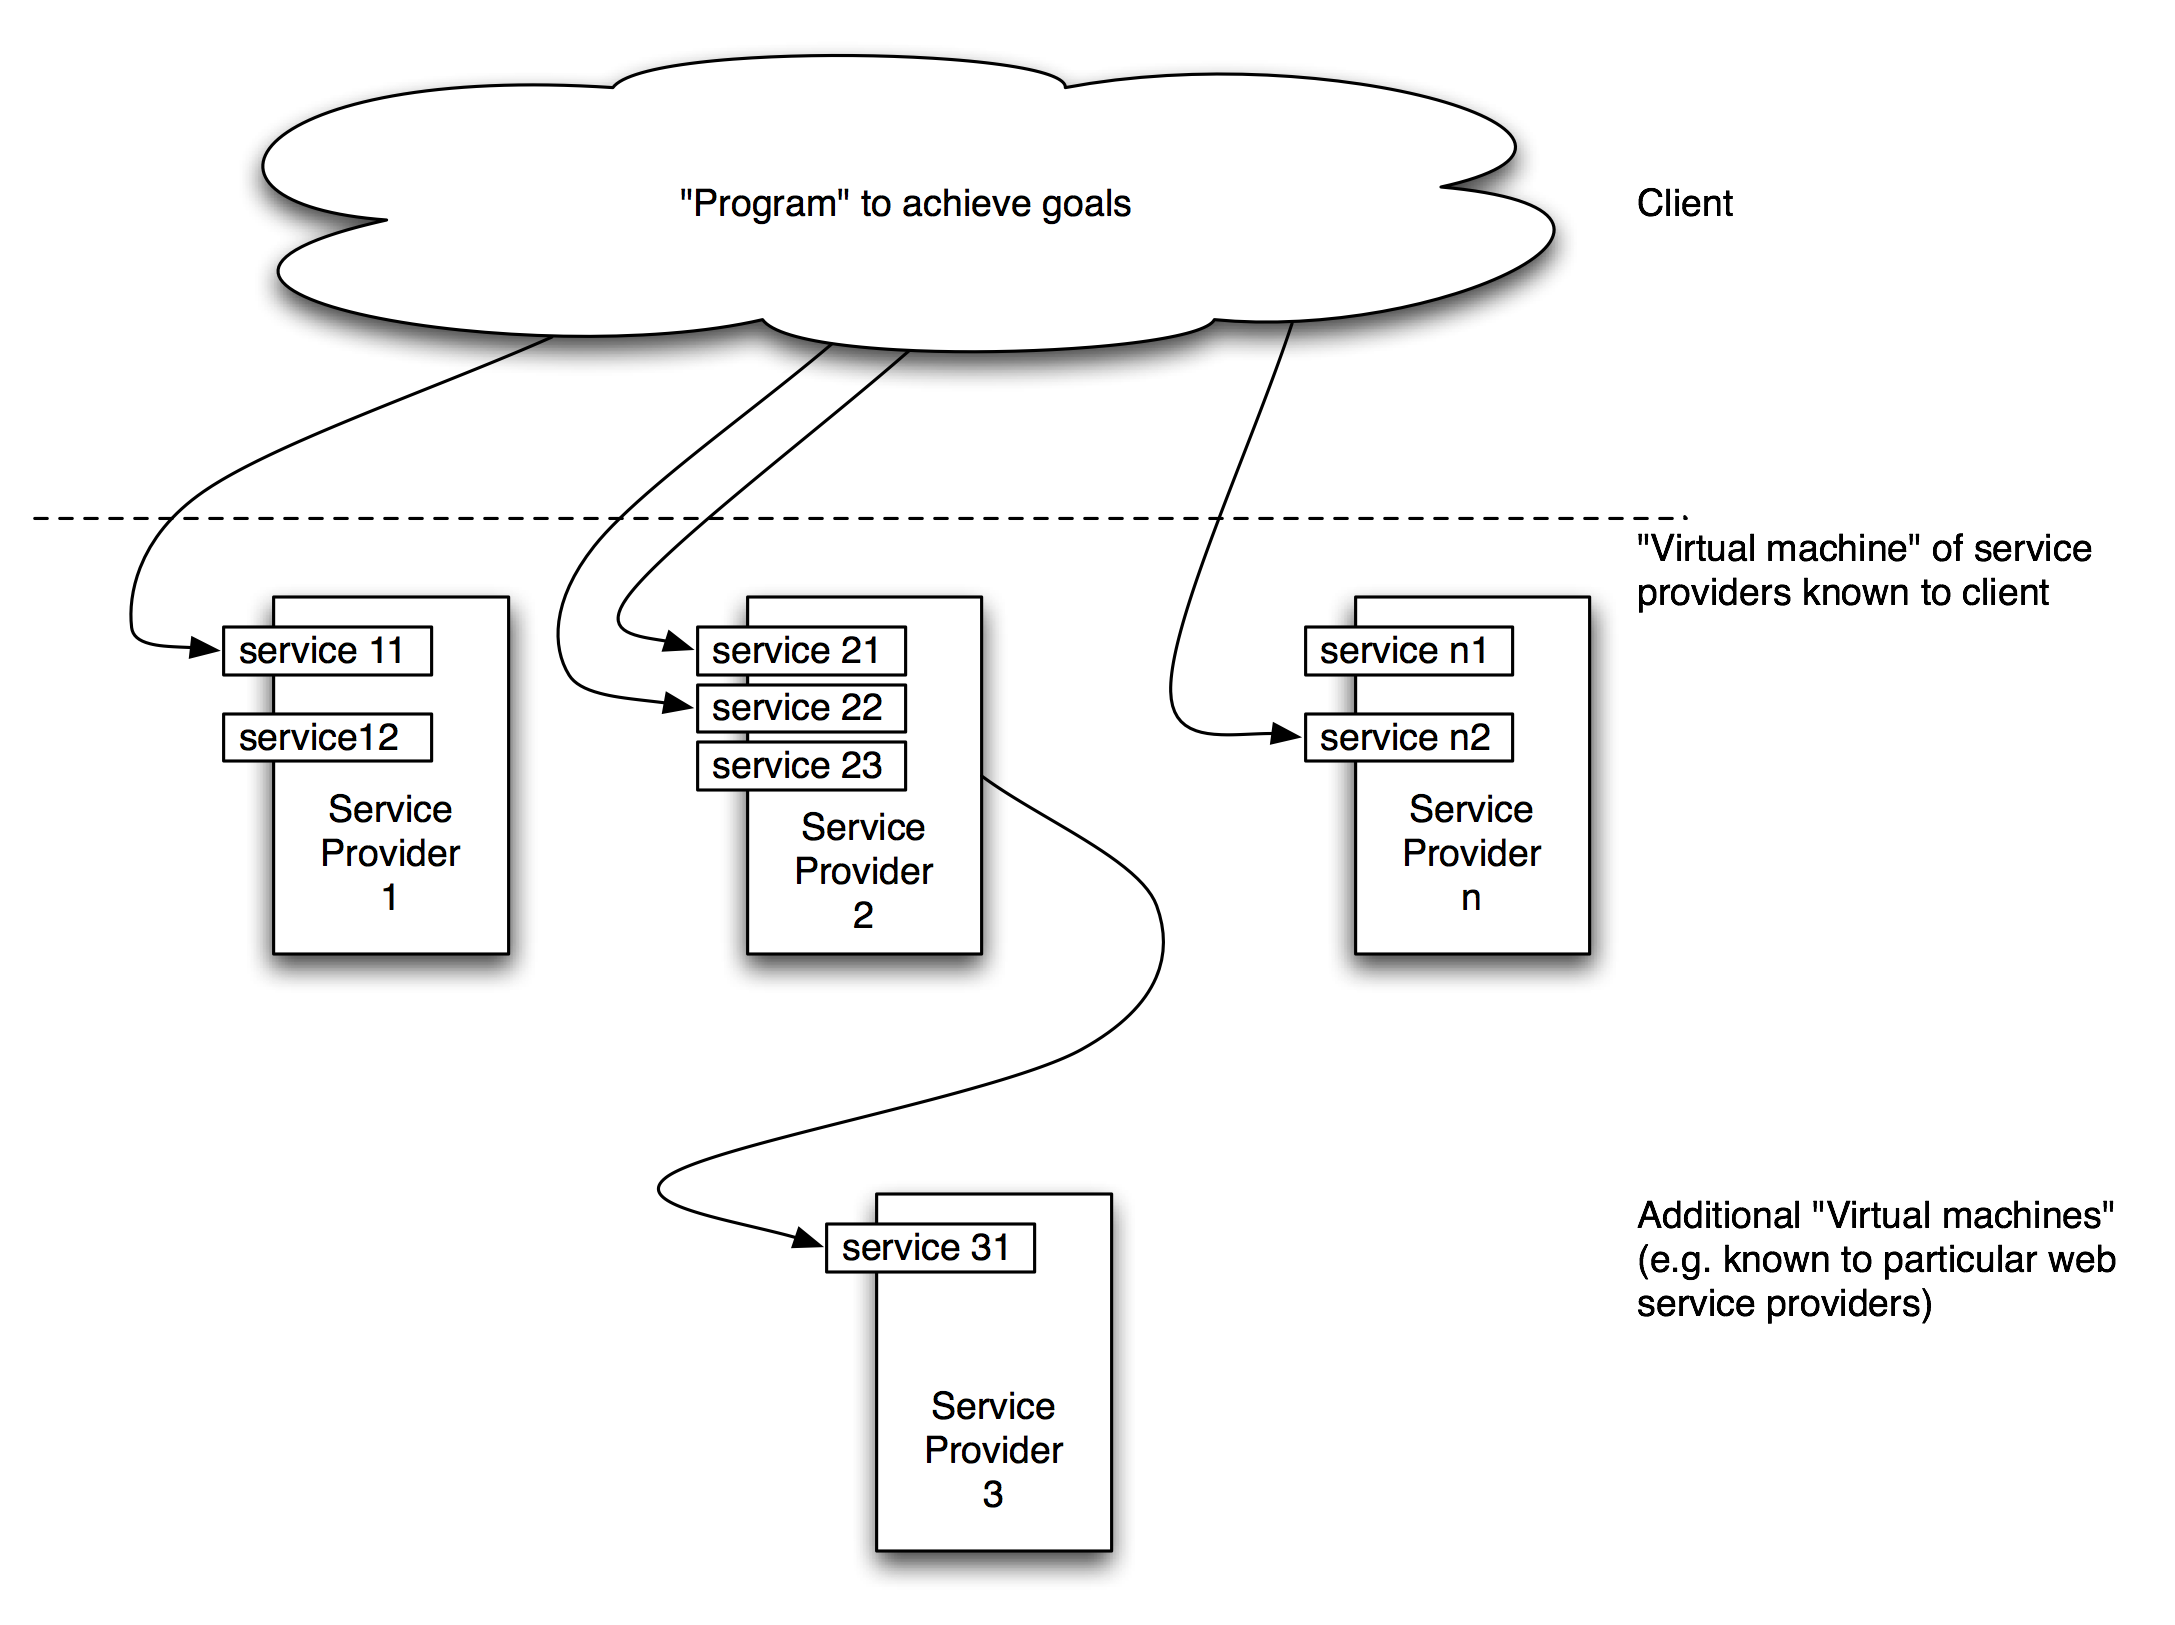 "Program" to achieve goals
Client
"Virtual machine" of service
providers known to client
service 11
service12
Service
Provider
1
service 21
service 22
service 23
Service
Provider
2
service n1
service n2
Service
Provider
n
service 31
Service
Provider
3
Additional "Virtual machines"
(e.g. known to particular web
service providers)